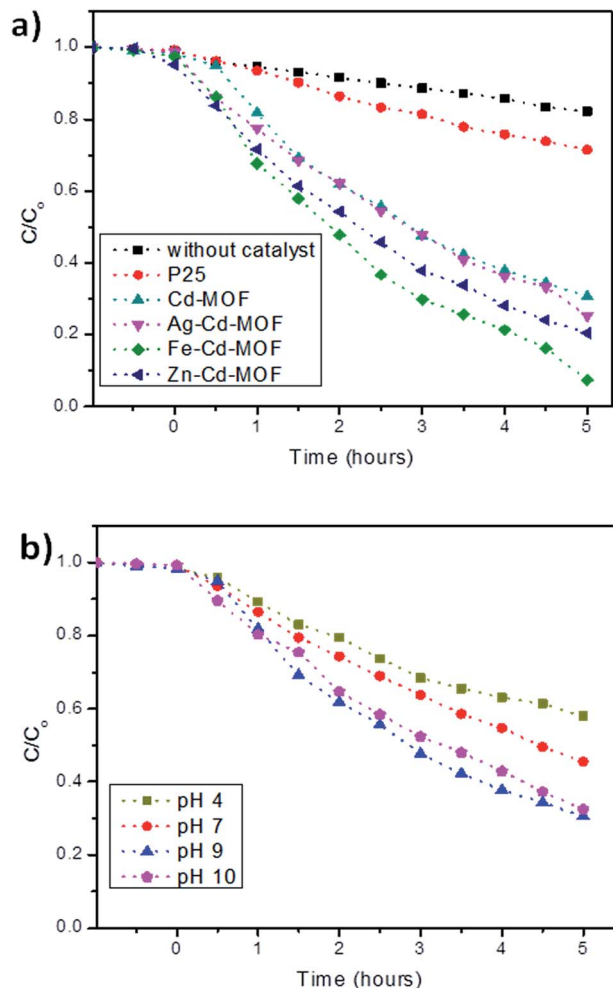 a)
1.0
0.8
0.6
0.4
0.2
0.0
C/Co
without catalyst
P25
Cd-MOF
Ag-Cd-MOF
Fe-Cd-MOF
Zn-Cd-MOF
0 1 2 3 4 5
Time (hours)
b)
1.0
0.8
0.6
0.4
0.2
0.0
C/Co
pH 4
pH 7
pH 9
pH 10
0 1 2 3 4 5
Time (hours)